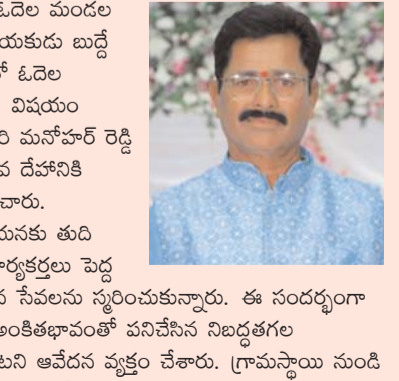 ఓదెల మండల
యకుడు బుద్దే
ఓదెల
విషయం
రి మనోహర్ రెడ్డి
వ దేహానికి
చారు.
దునకు తుది
ార్యకర్తలు పెద్ద
న సేవలను స్మరించుకున్నారు. ఈ సందర్భంగా
అంకితభావంతో పనిచేసిన నిబద్ధతగల
టని ఆవేదన వ్యక్తం చేశారు. గ్రామస్థాయి నుండి